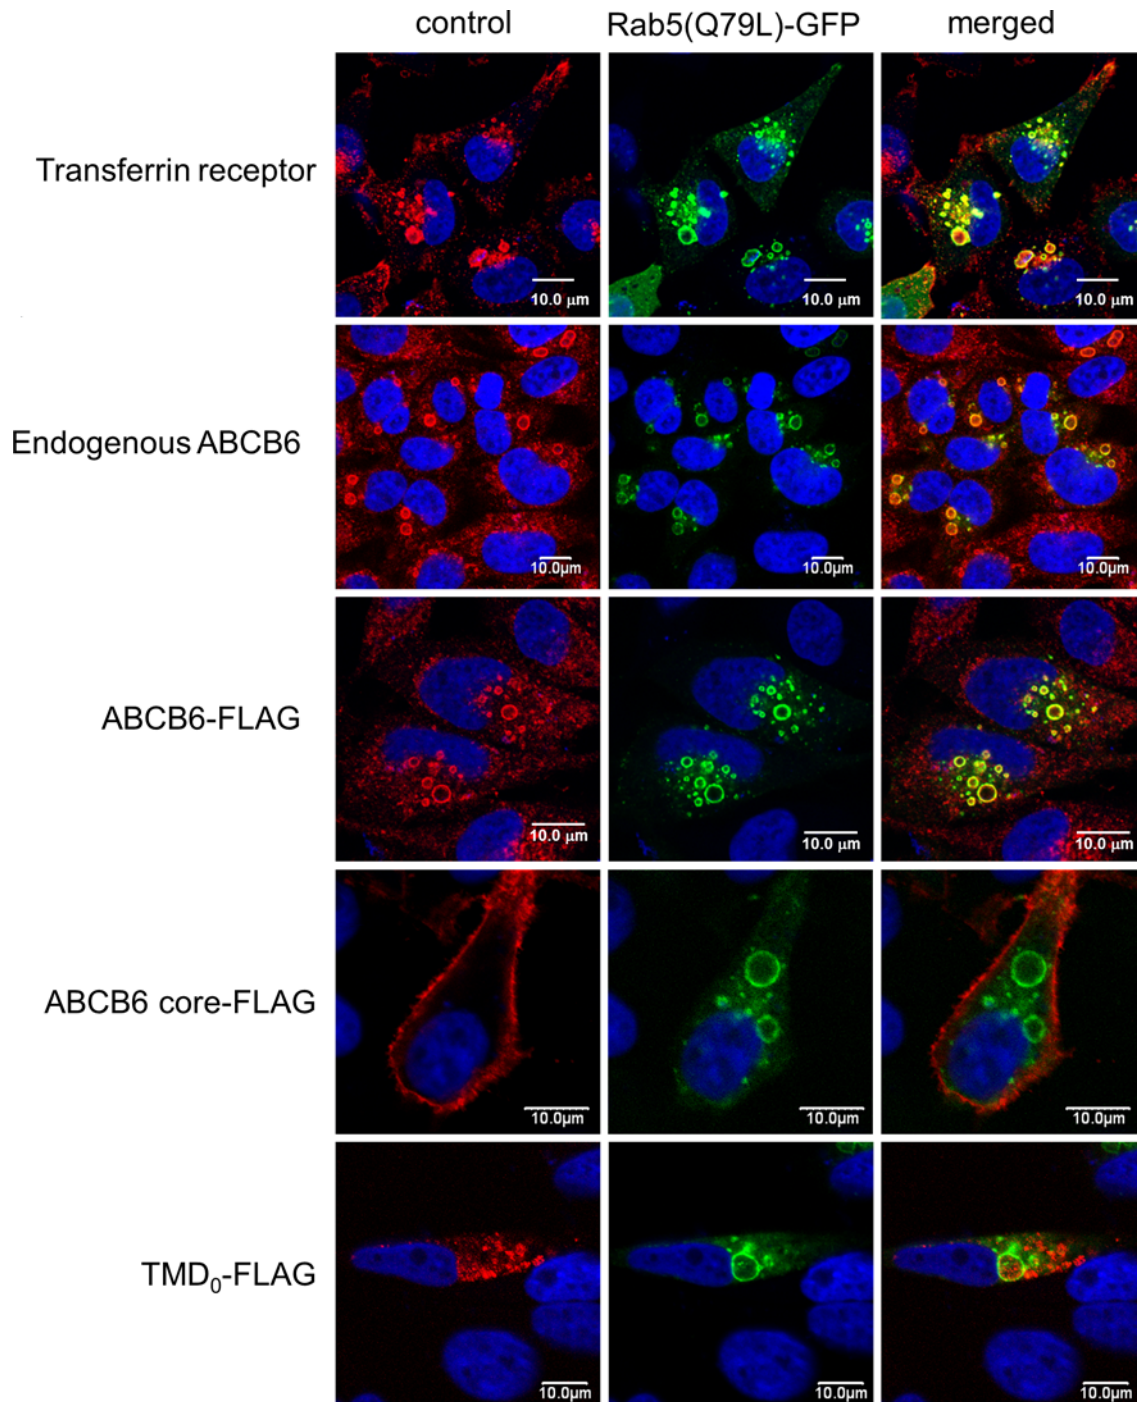 control Rab5(Q79L)-GFP merged
Transferrin receptor
10.0 μm 10.0 μm 10.0 μm
Endogenous ABCB6
10.0μm 10.0μm 10.0μm
ABCB6-FLAG
10.0 μm 10.0 μm 10.0 μm
ABCB6 core-FLAG
10.0μm 10.0μm 10.0μm
TMD₀-FLAG
10.0μm 10.0μm 10.0μm